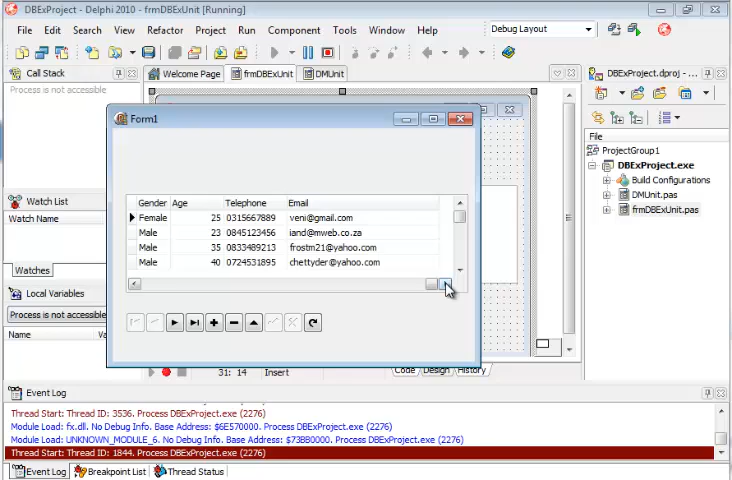 DBExProject - Delphi 2010 - frmDBExUnit [Running]
File Edit Search View Refactor Project Run Component Tools Window Help
Debug Layout
Call Stack
Process is not accessible
Welcome Page
frmDBExUnit
DMUnit
DBExProject.dproj - ...
File
ProjectGroup1
DBExProject.exe
Build Configurations
DMUnit.pas
frmDBExUnit.pas
Form1
Gender Age Telephone Email
Female 25 0315667889 veni@gmail.com
Male 23 0845123456 iand@mweb.co.za
Male 35 0833489213 frostm21@yahoo.com
Male 40 0724531895 chettyder@yahoo.com
Watch List
Watch Name
Watches
Local Variables
Process is not accessible
Name
31: 14 Insert
Code Design History
Event Log
Thread Start: Thread ID: 3536. Process DBExProject.exe (2276)
Module Load: fx.dll. No Debug Info. Base Address: $6E570000. Process DBExProject.exe (2276)
Module Load: UNKNOWN_MODULE_6. No Debug Info. Base Address: $73BB0000. Process DBExProject.exe (2276)
Thread Start: Thread ID: 1844. Process DBExProject.exe (2276)
Event Log Breakpoint List Thread Status